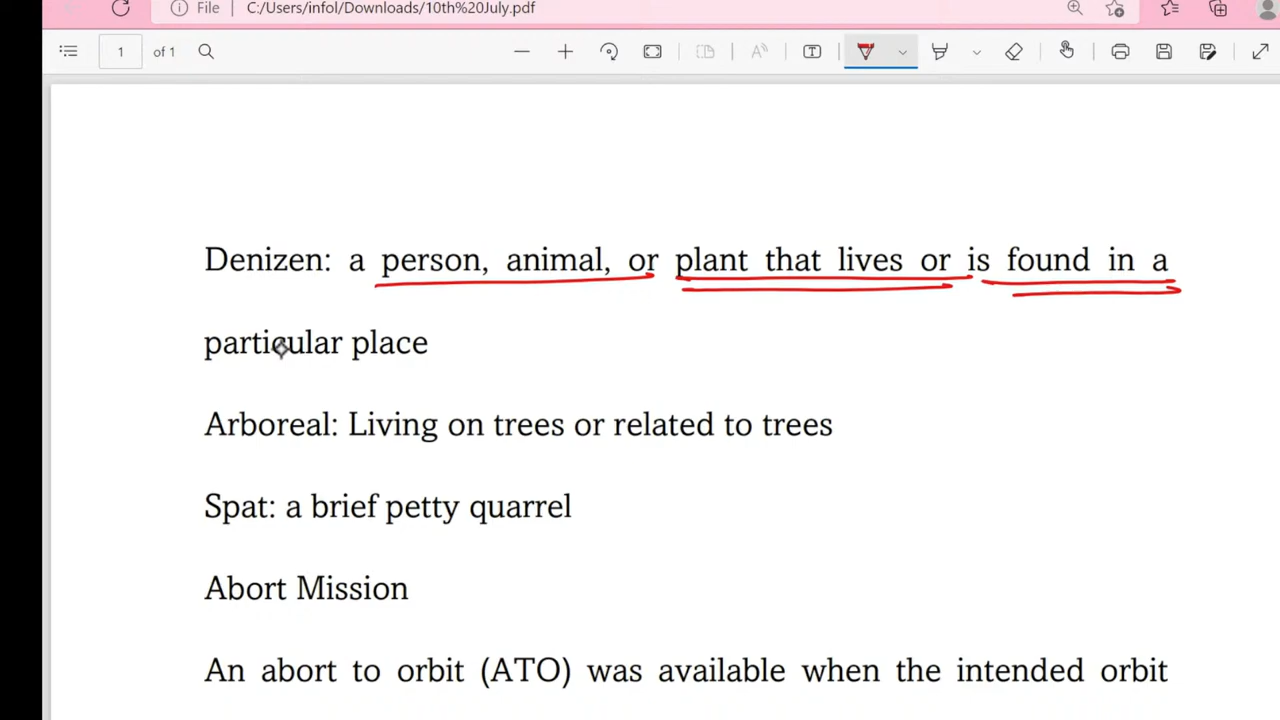 File C:/Users/infol/Downloads/10th%20July.pdf
1 of 1
Denizen: a person, animal, or plant that lives or is found in a
particular place
Arboreal: Living on trees or related to trees
Spat: a brief petty quarrel
Abort Mission
An abort to orbit (ATO) was available when the intended orbit